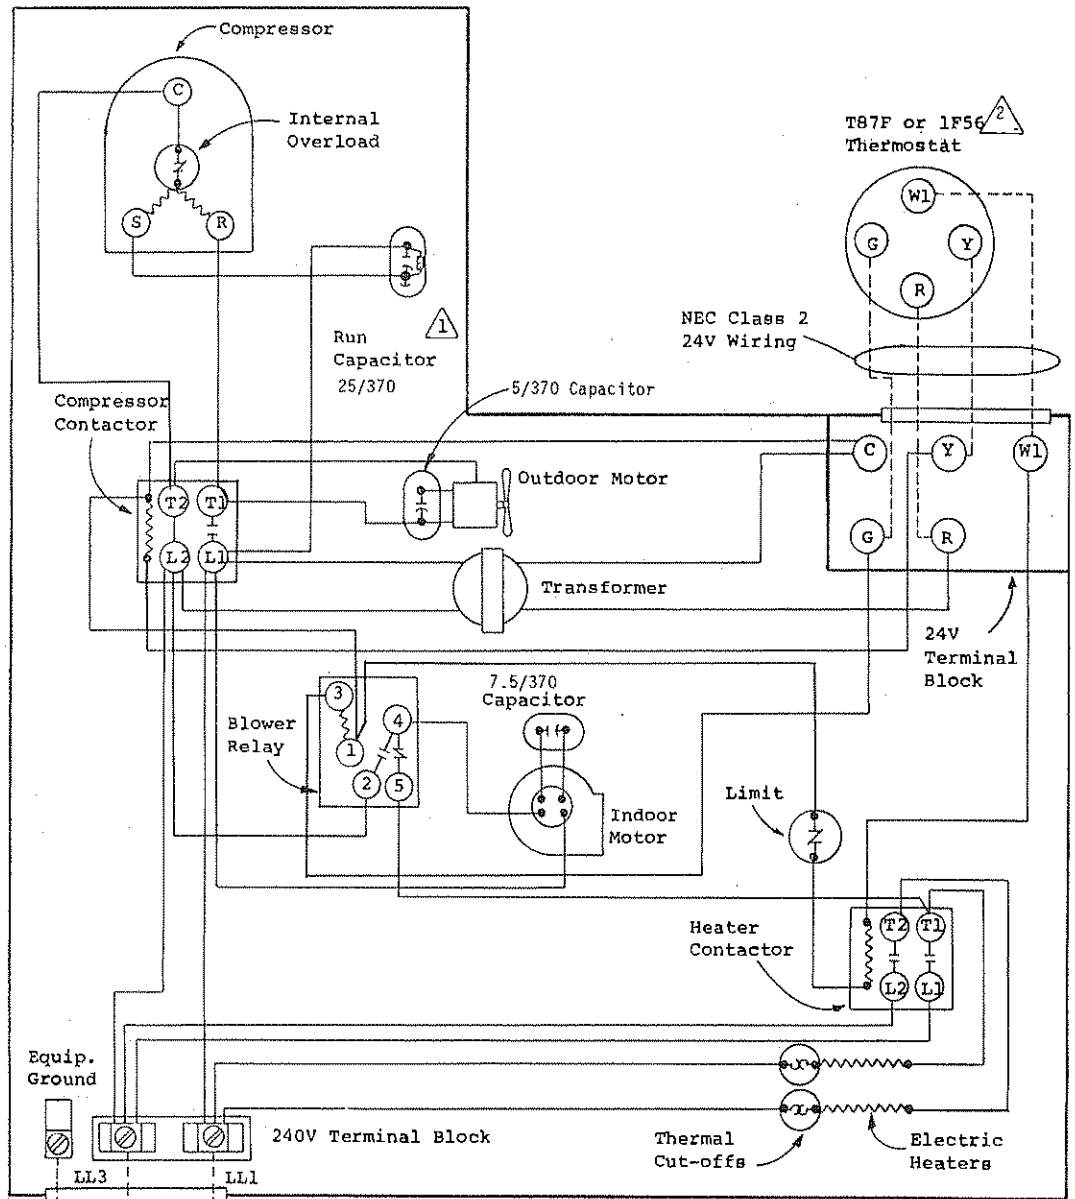 Compressor
C
Internal
Overload
S
R
T87F or 1F56
2
Thermostat
W1
G
Y
R
NEC Class 2
24V Wiring
1
Run
Capacitor
25/370
5/370 Capacitor
Compressor
Contactor
Outdoor Motor
C
Y
W1
T2
T1
L2
L1
G
R
Transformer
24V
Terminal
Block
7.5/370
Capacitor
Blower
Relay
3
4
1
2
5
Limit
Indoor
Motor
Heater
Contactor
T2
T1
L2
L1
Equip.
Ground
240V Terminal Block
Thermal
Cut-offs
Electric
Heaters
LL3
LL1